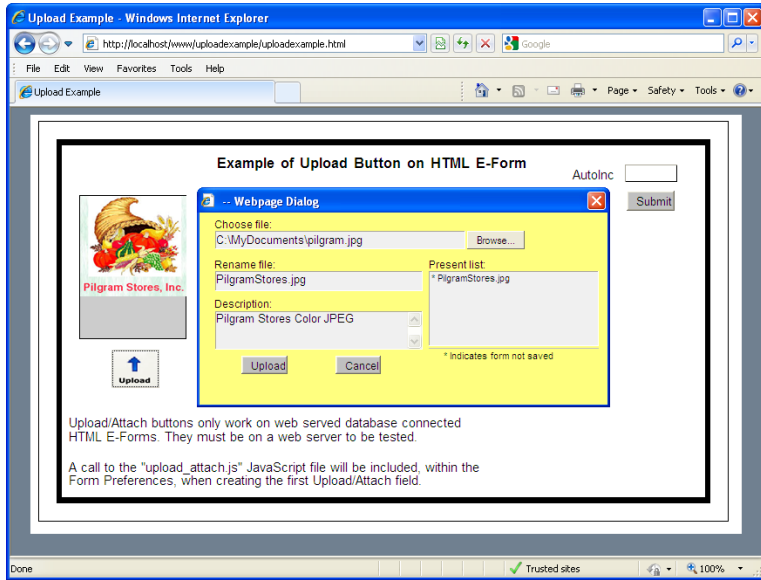 Upload Example - Windows Internet Explorer
http://localhost/www/uploadexample/uploadexample.html
Google
File Edit View Favorites Tools Help
Upload Example
Page Safety Tools
Example of Upload Button on HTML E-Form
AutoInc
Submit
-- Webpage Dialog
Choose file:
C:\MyDocuments\pilgram.jpg
Browse...
Rename file:
Present list:
PilgramStores.jpg
* PilgramStores.jpg
Description:
Pilgram Stores Color JPEG
* Indicates form not saved
Upload
Cancel
Pilgram Stores, Inc.
Upload
Upload/Attach buttons only work on web served database connected
HTML E-Forms. They must be on a web server to be tested.
A call to the "upload_attach.js" JavaScript file will be included, within the
Form Preferences, when creating the first Upload/Attach field.
Done
Trusted sites
100%